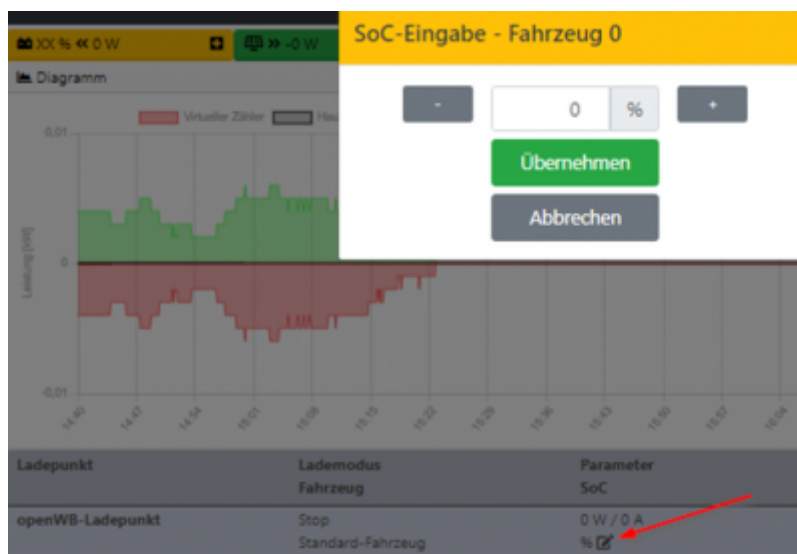 XX % « 0 W
» -0 W
SoC-Eingabe - Fahrzeug 0
Diagramm
- 0 % +
Übernehmen
Abbrechen
Virtueller Zähler Hau
0,01
Leistung [kW]
0
-0,01
14:40 14:47 14:54 15:01 15:08 15:15 15:22 15:29 15:36 15:43 15:50 15:57 16:04
Ladepunkt Lademodus Parameter
Fahrzeug SoC
openWB-Ladepunkt Stop 0 W / 0 A
Standard-Fahrzeug %